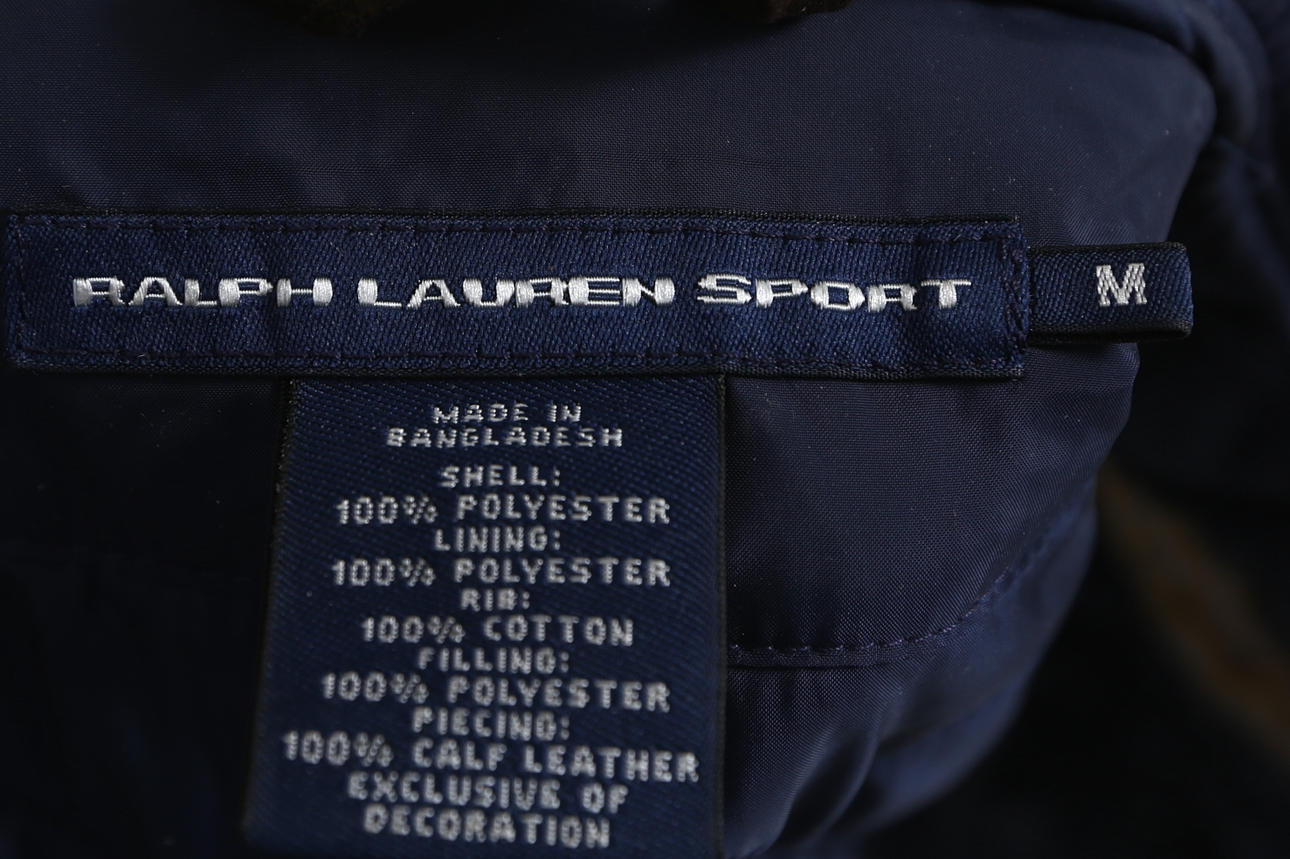 RALPH LAUREN SPORT
M
MADE IN
BANGLADESH
SHELL:
100% POLYESTER
LINING:
100% POLYESTER
RIB:
100% COTTON
FILLING:
100% POLYESTER
PIECING:
100% CALF LEATHER
EXCLUSIVE OF
DECORATION